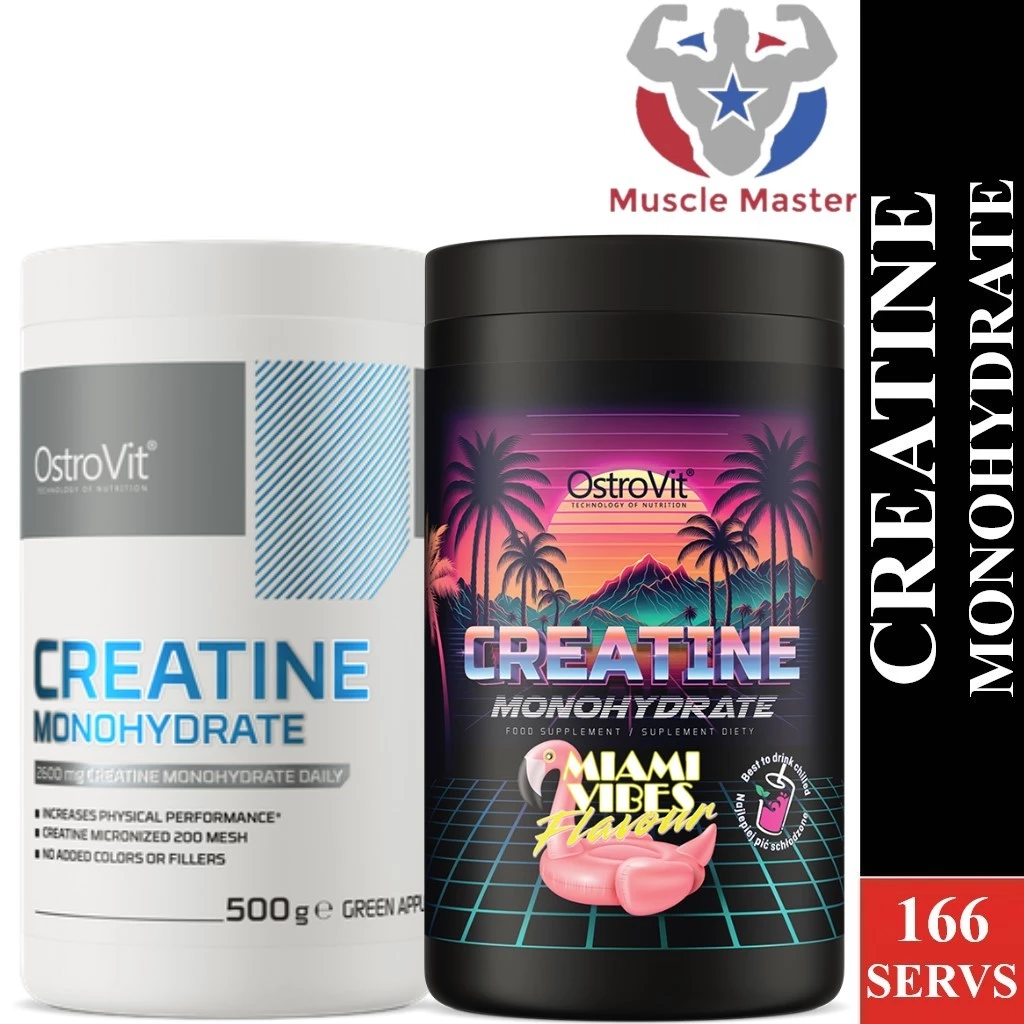 Muscle Master
OstroVit®
TECHNOLOGY OF NUTRITION
CREATINE
MONOHYDRATE
2600 mg CREATINE MONOHYDRATE DAILY
▪ INCREASES PHYSICAL PERFORMANCE*
▪ CREATINE MICRONIZED 200 MESH
▪ NO ADDED COLORS OR FILLERS
500 g ℮ GREEN APPL
OstroVit®
TECHNOLOGY OF NUTRITION
CREATINE
MONOHYDRATE
FOOD SUPPLEMENT / SUPLEMENT DIETY
MIAMI
VIBES
Flavour
Best to drink chilled
Najlepiej pić schłodzone
CREATINE
MONOHYDRATE
166
SERVS